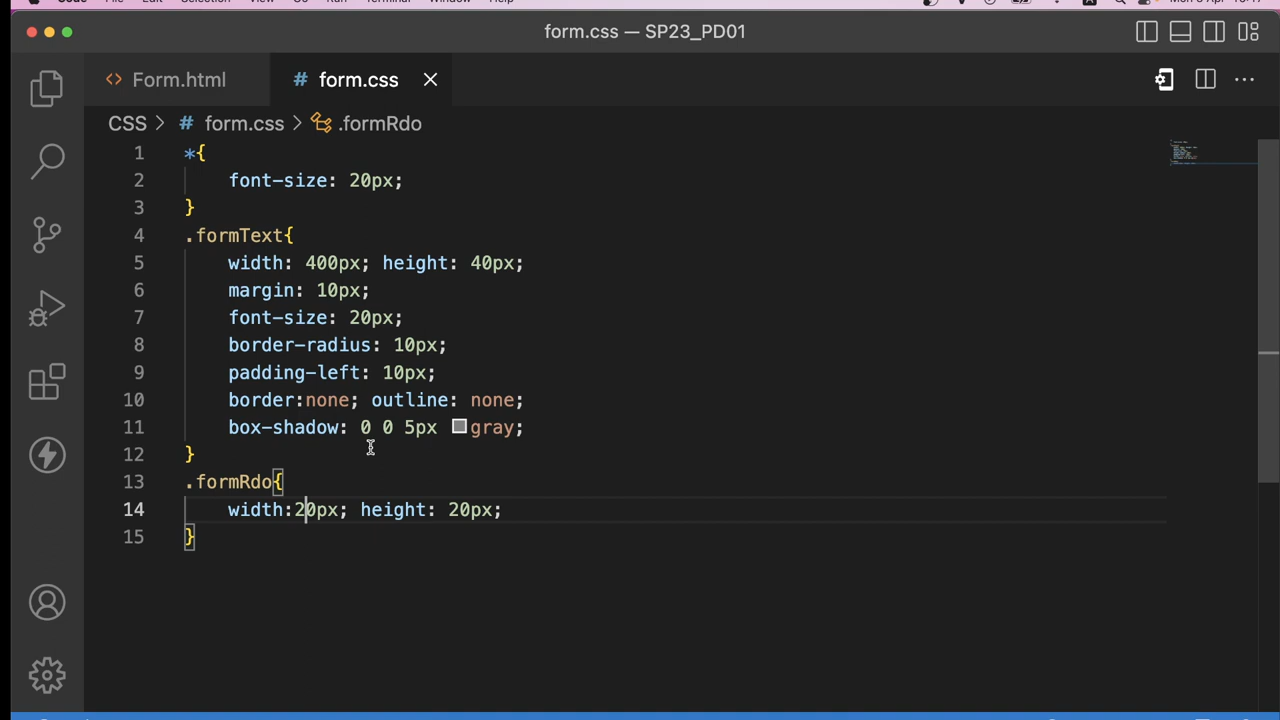 form.css — SP23_PD01
<> Form.html # form.css
CSS > # form.css > .formRdo
1 *{
2 font-size: 20px;
3 }
4 .formText{
5 width: 400px; height: 40px;
6 margin: 10px;
7 font-size: 20px;
8 border-radius: 10px;
9 padding-left: 10px;
10 border:none; outline: none;
11 box-shadow: 0 0 5px gray;
12 }
13 .formRdo{
14 width:20px; height: 20px;
15 }